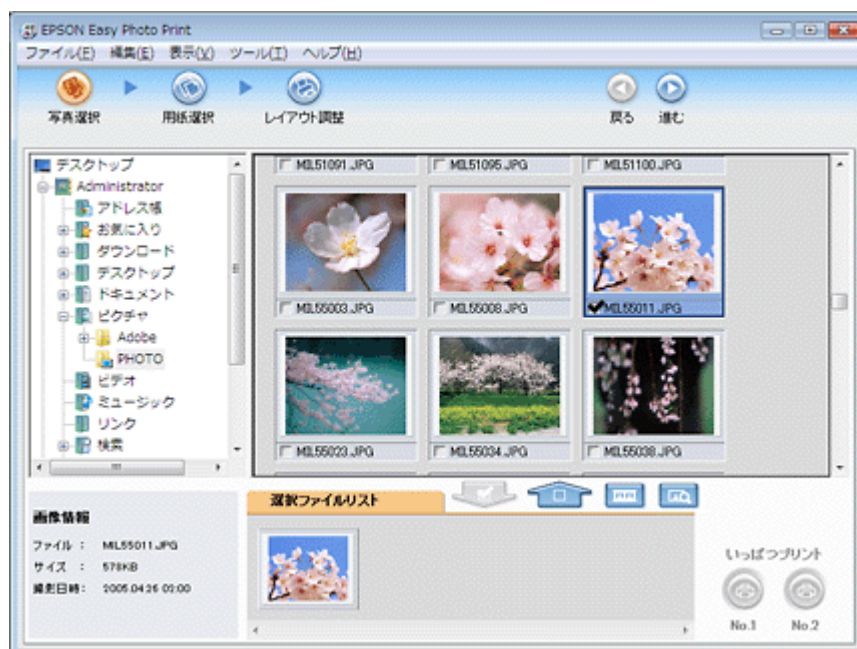 EPSON Easy Photo Print
ファイル(F) 編集(E) 表示(V) ツール(T) ヘルプ(H)
写真選択 用紙選択 レイアウト調整 戻る 進む
デスクトップ
Administrator
アドレス帳
お気に入り
ダウンロード
デスクトップ
ドキュメント
ピクチャ
Adobe
PHOTO
ビデオ
ミュージック
リンク
検索
MIL51091.JPG MIL51095.JPG MIL51100.JPG
MIL55003.JPG MIL55008.JPG MIL55011.JPG
MIL55023.JPG MIL55034.JPG MIL55038.JPG
選択ファイルリスト
画像情報
ファイル : MIL55011.JPG
サイズ : 578KB
撮影日時: 2005.04.26 02:00
いっぱつプリント
No.1 No.2